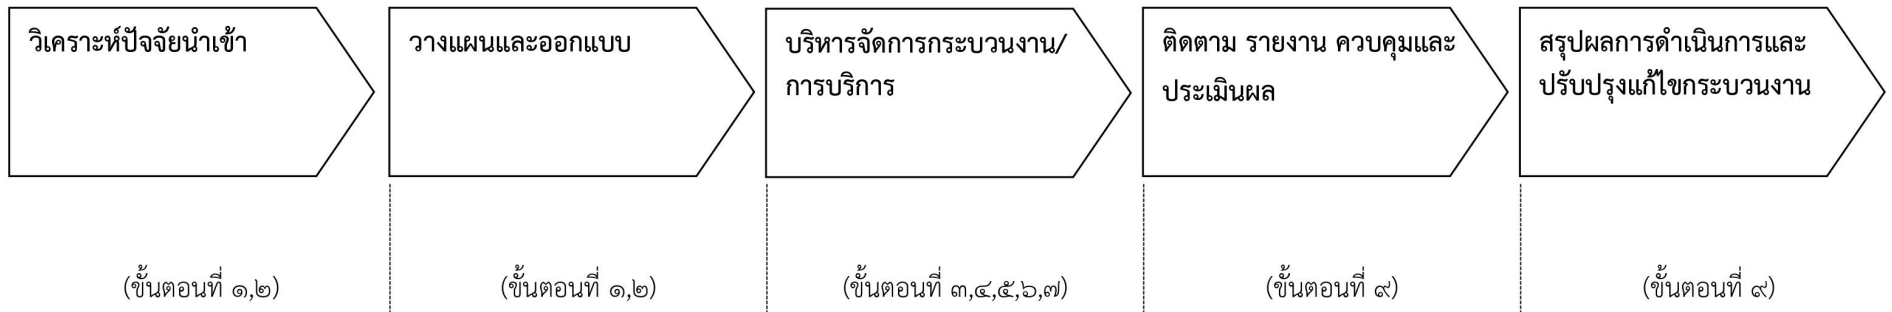 วิเคราะห์ปัจจัยนำเข้า
วางแผนและออกแบบ
บริหารจัดการกระบวนงาน/
การบริการ
ติดตาม รายงาน ควบคุมและ
ประเมินผล
สรุปผลการดำเนินการและ
ปรับปรุงแก้ไขกระบวนงาน
(ขั้นตอนที่ ๑,๒)
(ขั้นตอนที่ ๑,๒)
(ขั้นตอนที่ ๓,๔,๕,๖,๗)
(ขั้นตอนที่ ๙)
(ขั้นตอนที่ ๙)